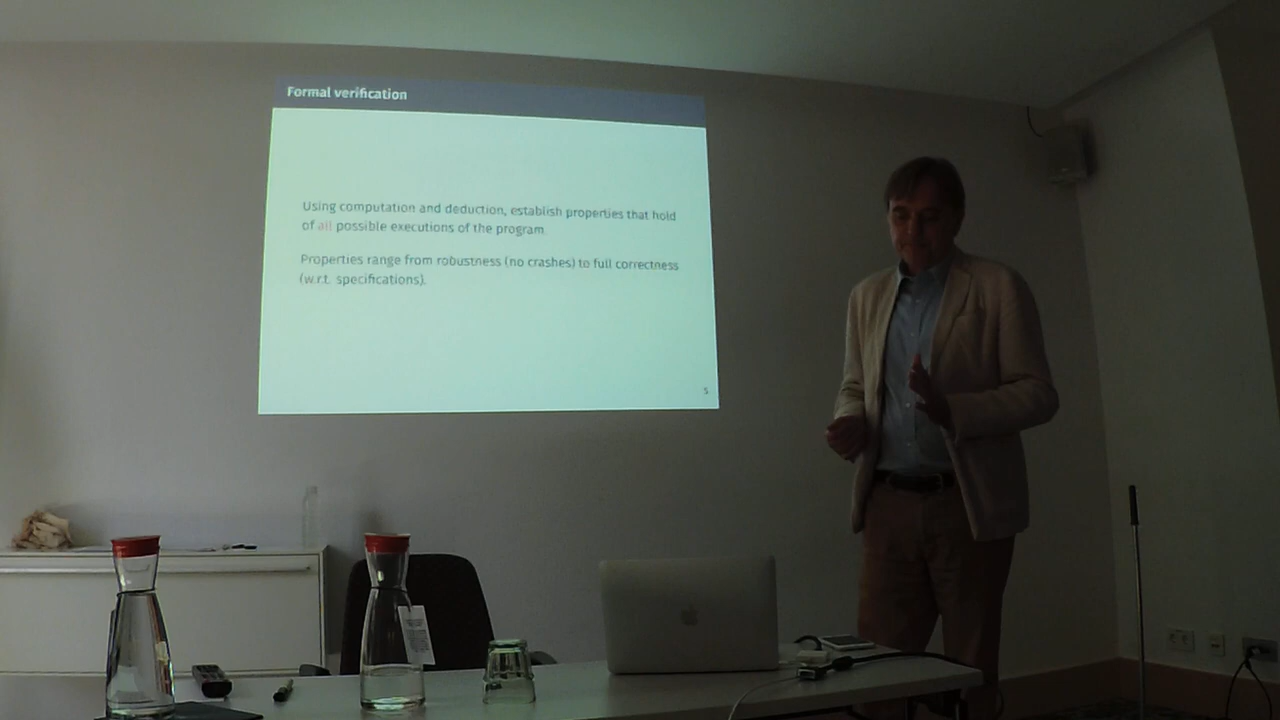 Formal verification
Using computation and deduction, establish properties that hold
of all possible executions of the program.
Properties range from robustness (no crashes) to full correctness
(w.r.t. specifications).
5